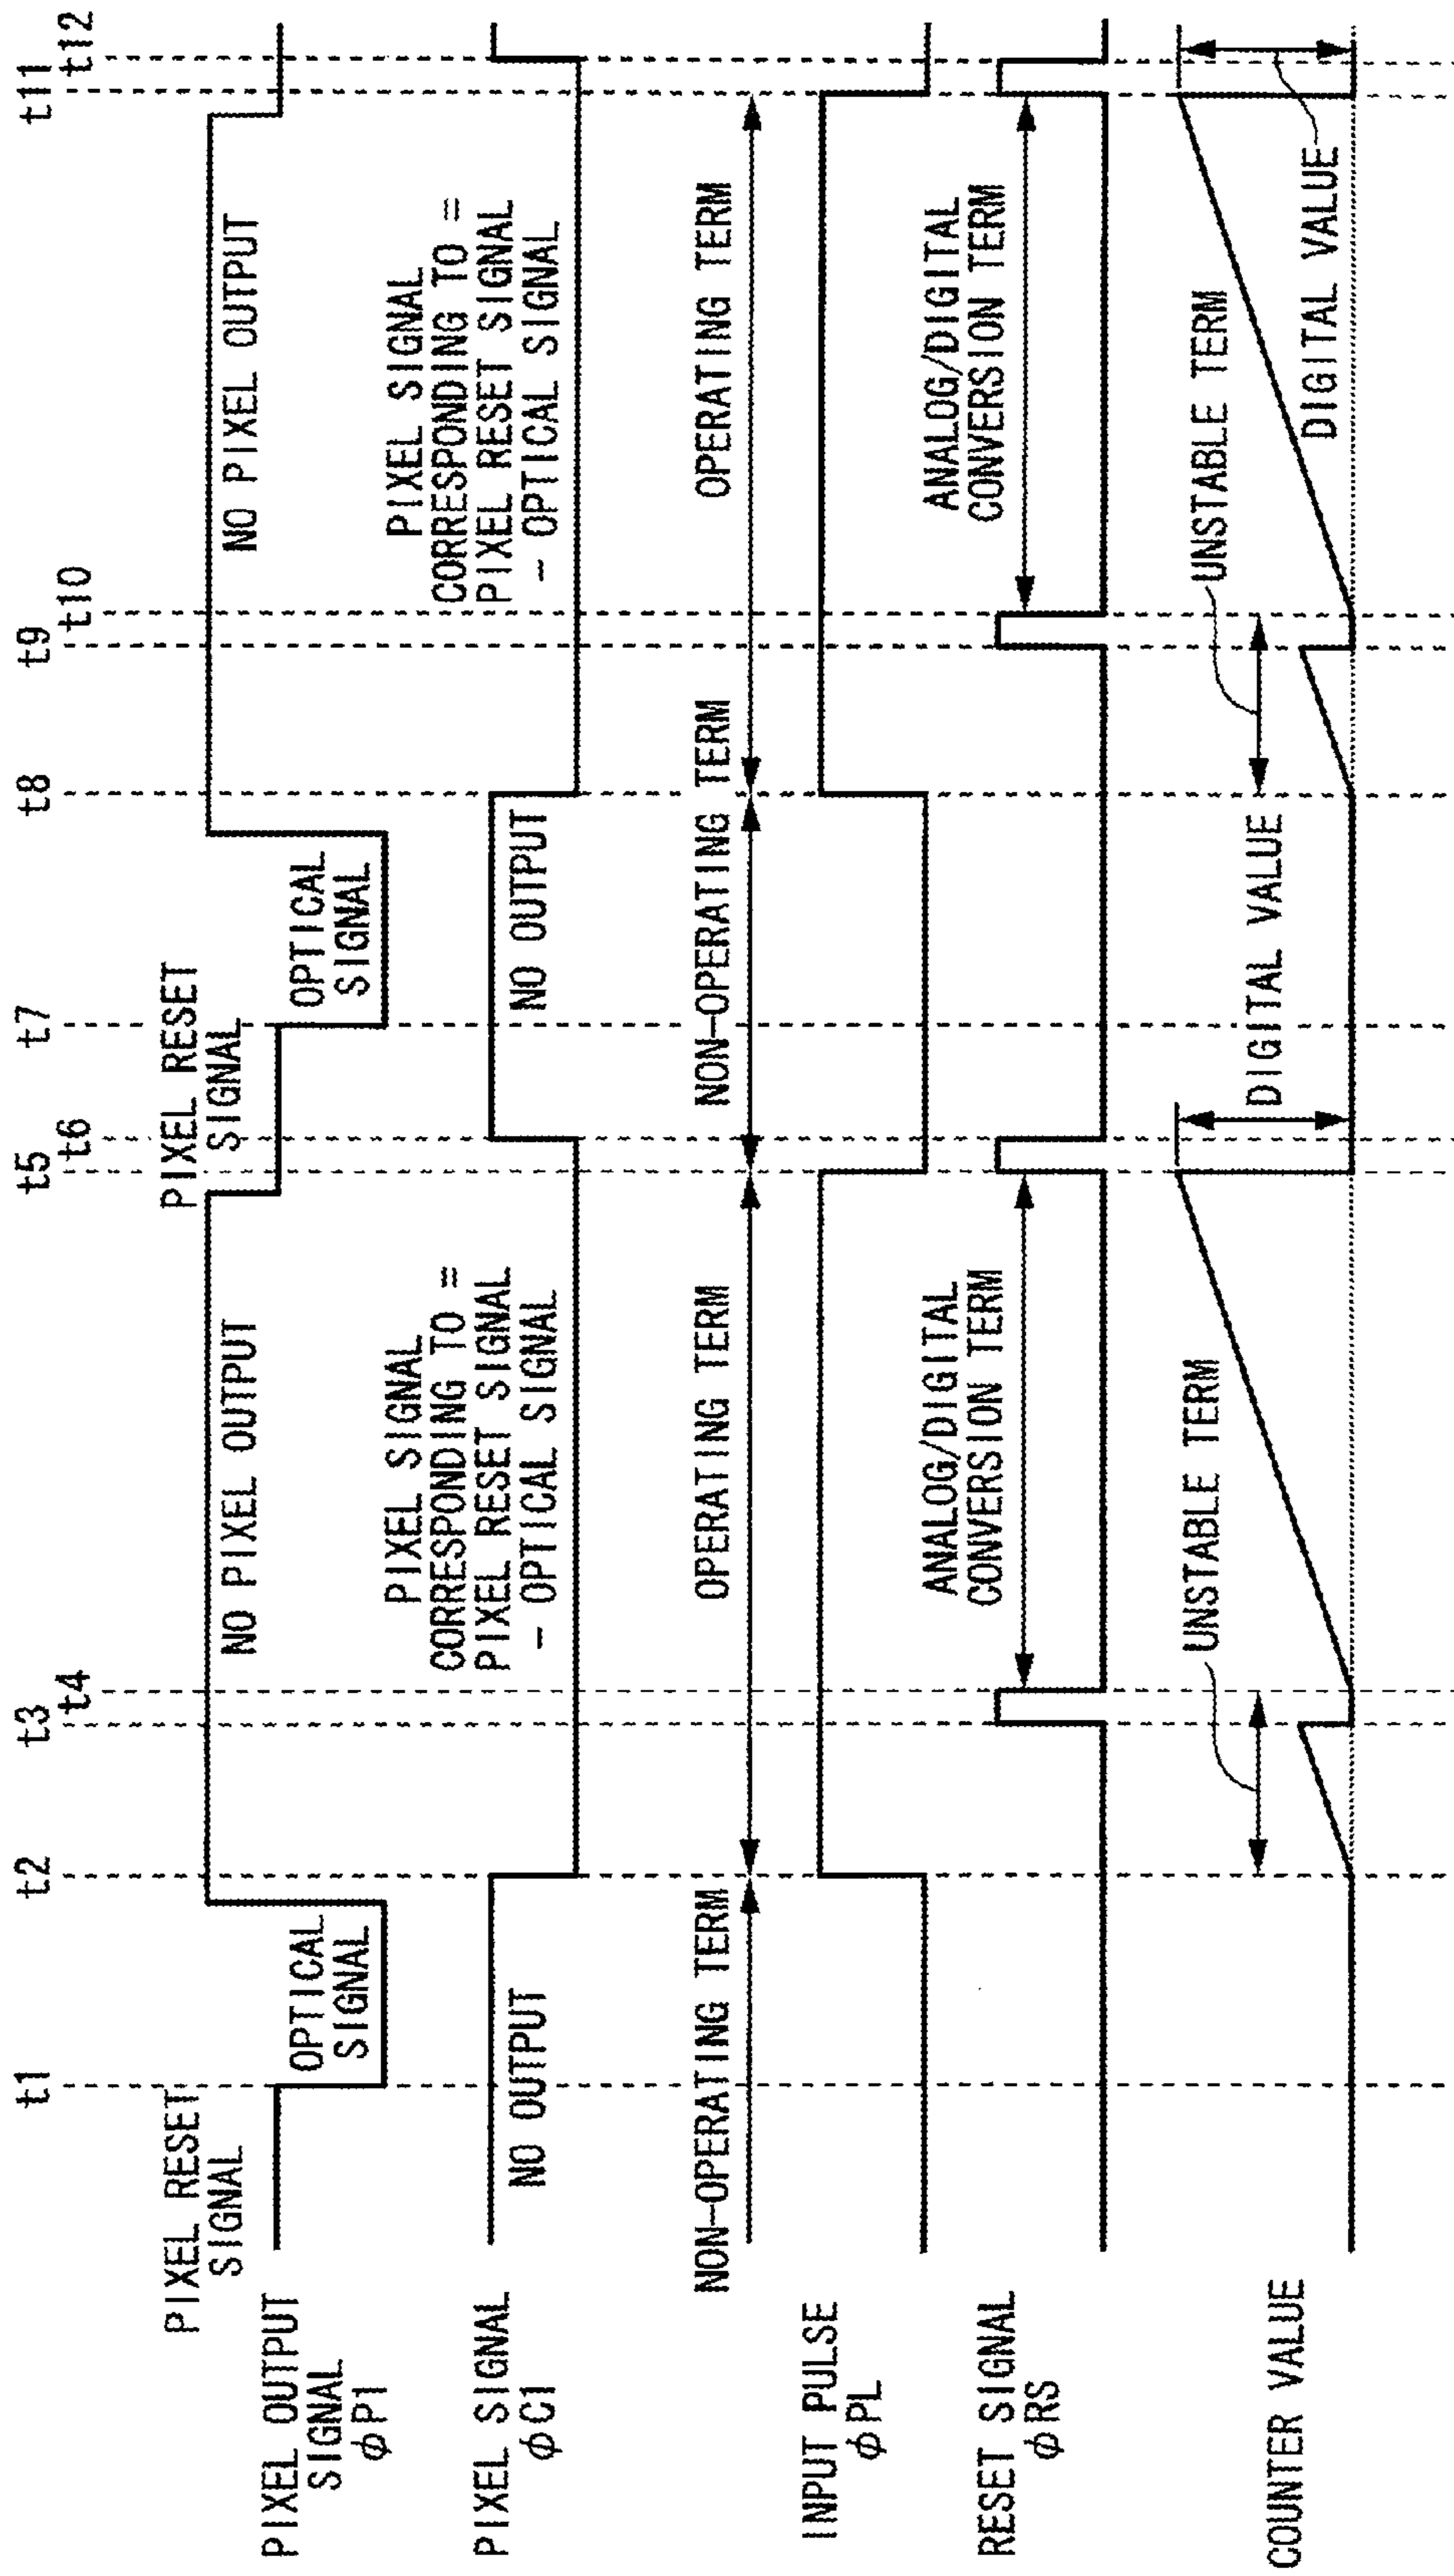 t1
t2
t3
t4
t5
t6
t7
t8
t9
t10
t11
t12
PIXEL OUTPUT
SIGNAL
φP1
PIXEL RESET
SIGNAL
OPTICAL
SIGNAL
NO PIXEL OUTPUT
PIXEL RESET
SIGNAL
OPTICAL
SIGNAL
NO PIXEL OUTPUT
PIXEL SIGNAL
φC1
NO OUTPUT
PIXEL SIGNAL
CORRESPONDING TO =
PIXEL RESET SIGNAL
- OPTICAL SIGNAL
NO OUTPUT
PIXEL SIGNAL
CORRESPONDING TO =
PIXEL RESET SIGNAL
- OPTICAL SIGNAL
NON-OPERATING TERM
OPERATING TERM
NON-OPERATING TERM
OPERATING TERM
INPUT PULSE
φPL
RESET SIGNAL
φRS
ANALOG/DIGITAL
CONVERSION TERM
ANALOG/DIGITAL
CONVERSION TERM
COUNTER VALUE
UNSTABLE TERM
DIGITAL VALUE
UNSTABLE TERM
DIGITAL VALUE
DIGITAL VALUE